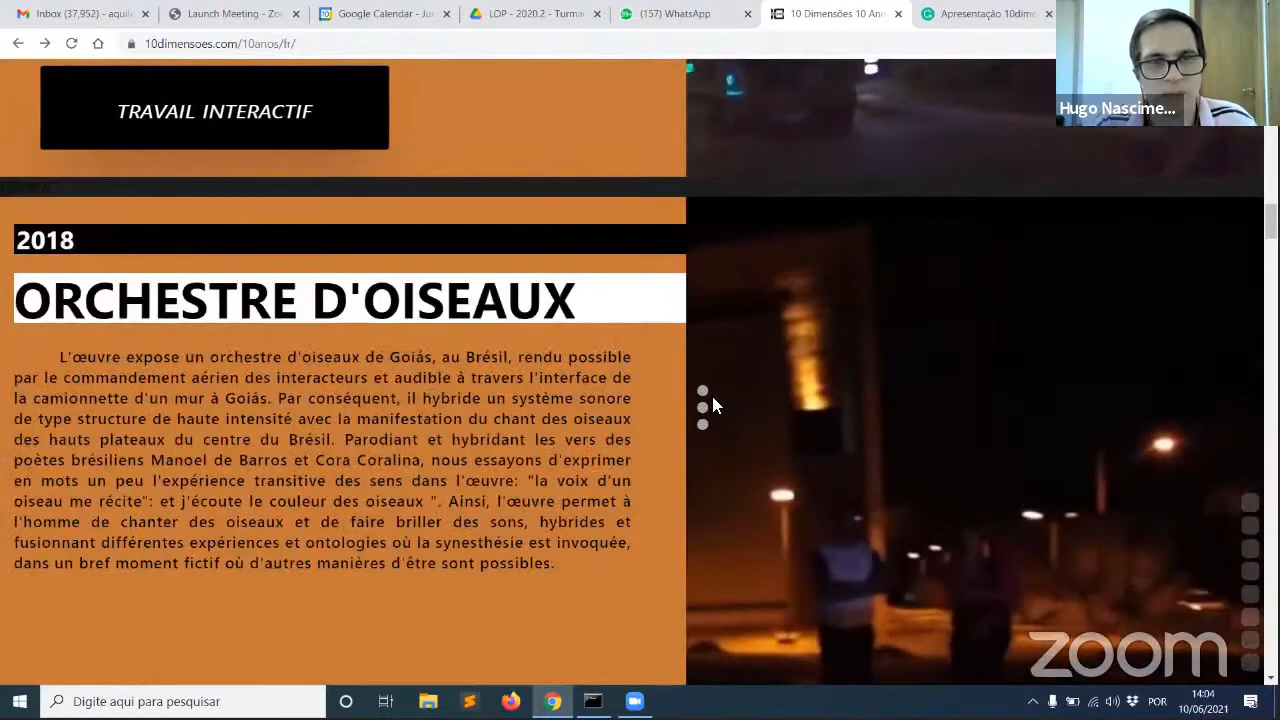 Inbox (37,952) - aquil
Launch Meeting - Zoo
Google Calendar - Ju
LOP - 2020.2 - Turma
(157) WhatsApp
10 Dimensões 10 Ano
Apresentação 10dime
10dimensoes.com/10anos/fr/
Hugo Nascime...
TRAVAIL INTERACTIF
2018
ORCHESTRE D'OISEAUX
L'œuvre expose un orchestre d'oiseaux de Goiás, au Brésil, rendu possible
par le commandement aérien des interacteurs et audible à travers l'interface de
la camionnette d'un mur à Goiás. Par conséquent, il hybride un système sonore
de type structure de haute intensité avec la manifestation du chant des oiseaux
des hauts plateaux du centre du Brésil. Parodiant et hybridant les vers des
poètes brésiliens Manoel de Barros et Cora Coralina, nous essayons d'exprimer
en mots un peu l'expérience transitive des sens dans l'œuvre: "la voix d'un
oiseau me récite": et j'écoute le couleur des oiseaux ". Ainsi, l'œuvre permet à
l'homme de chanter des oiseaux et de faire briller des sons, hybrides et
fusionnant différentes expériences et ontologies où la synesthésie est invoquée,
dans un bref moment fictif où d'autres manières d'être sont possibles.
zoom
Digite aqui para pesquisar
POR
14:04
10/06/2021